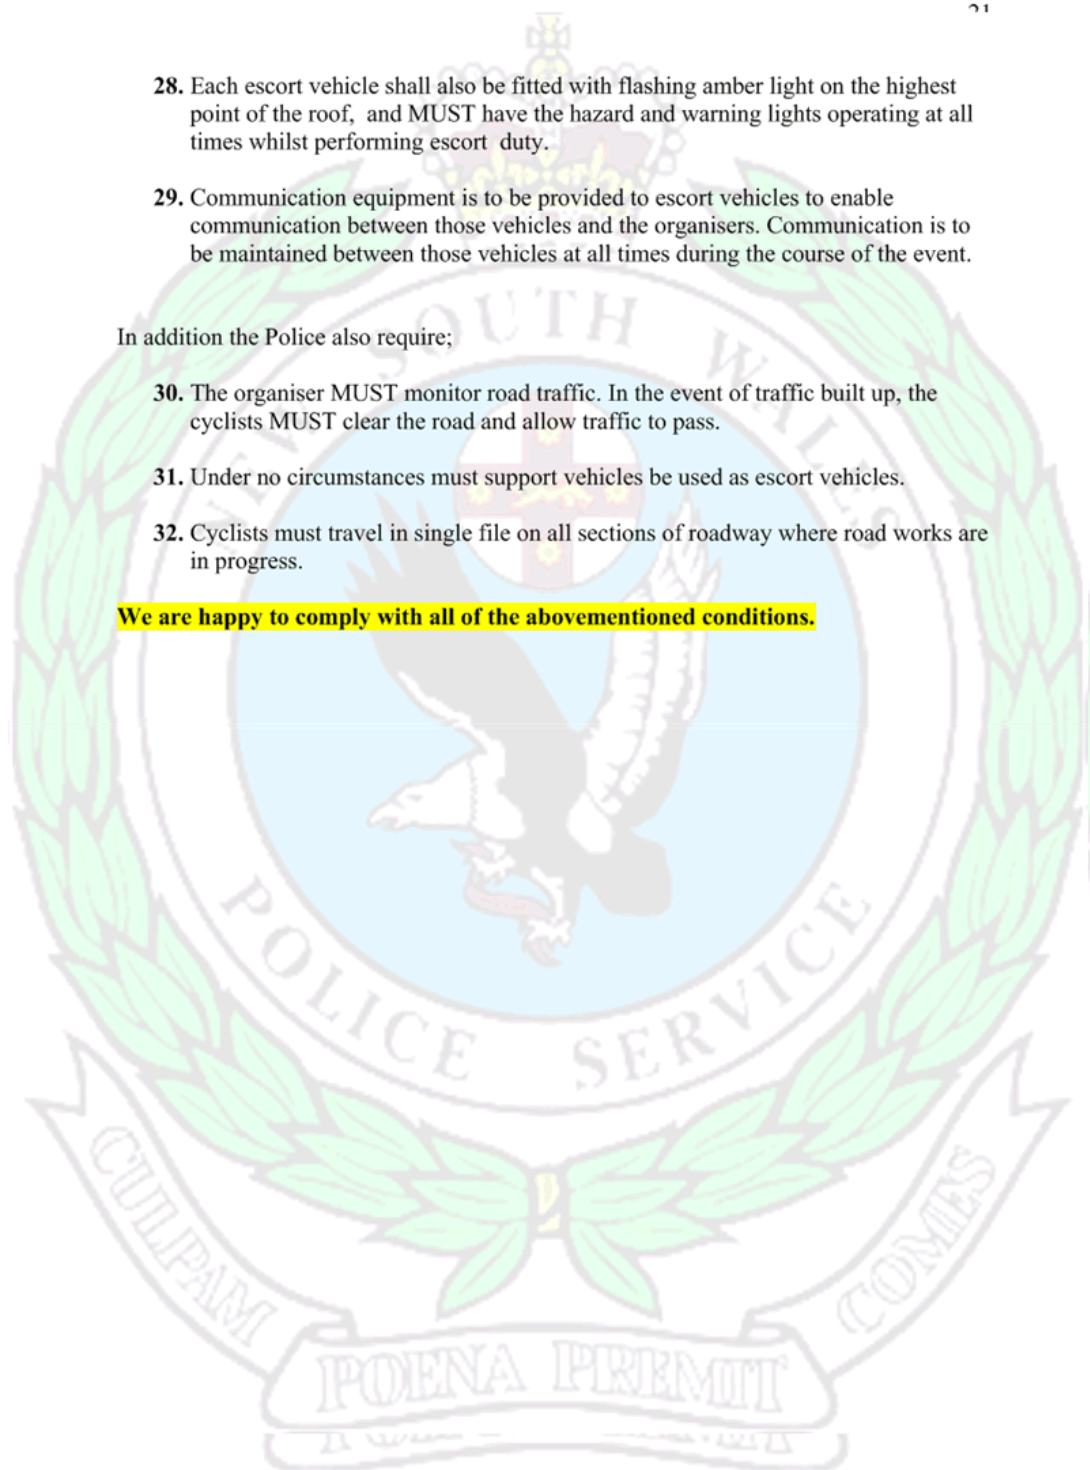 21
28. Each escort vehicle shall also be fitted with flashing amber light on the highest
point of the roof, and MUST have the hazard and warning lights operating at all
times whilst performing escort duty.
29. Communication equipment is to be provided to escort vehicles to enable
communication between those vehicles and the organisers. Communication is to
be maintained between those vehicles at all times during the course of the event.
In addition the Police also require;
30. The organiser MUST monitor road traffic. In the event of traffic built up, the
cyclists MUST clear the road and allow traffic to pass.
31. Under no circumstances must support vehicles be used as escort vehicles.
32. Cyclists must travel in single file on all sections of roadway where road works are
in progress.
We are happy to comply with all of the abovementioned conditions.
NEW SOUTH WALES
POLICE SERVICE
CULPAM
POENA PREMIT
COMES